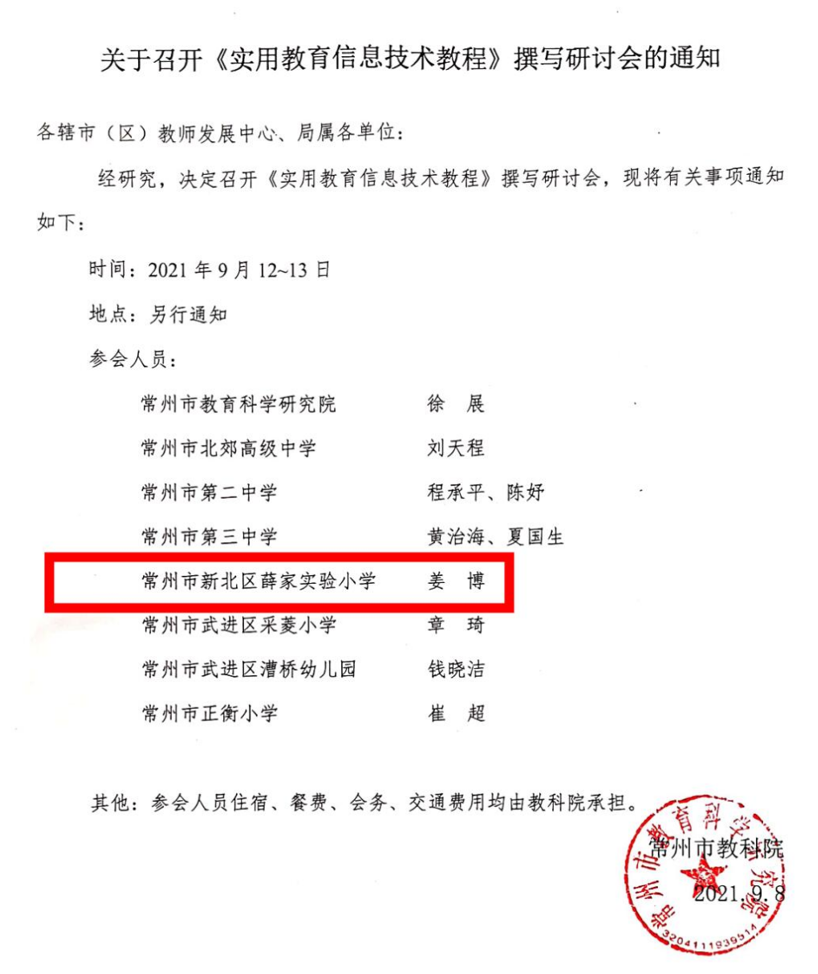 关于召开《实用教育信息技术教程》撰写研讨会的通知
各辖市（区）教师发展中心、局属各单位：
经研究，决定召开《实用教育信息技术教程》撰写研讨会，现将有关事项通知
如下：
时间：2021 年 9 月 12~13 日
地点：另行通知
参会人员：
常州市教育科学研究院 徐 展
常州市北郊高级中学 刘天程
常州市第二中学 程承平、陈妤
常州市第三中学 黄治海、夏国生
常州市新北区薛家实验小学 姜 博
常州市武进区采菱小学 章 琦
常州市武进区漕桥幼儿园 钱晓洁
常州市正衡小学 崔 超
其他：参会人员住宿、餐费、会务、交通费用均由教科院承担。
常州市教科院
2021.9.8
常州市教育科学研究院
3204111939514